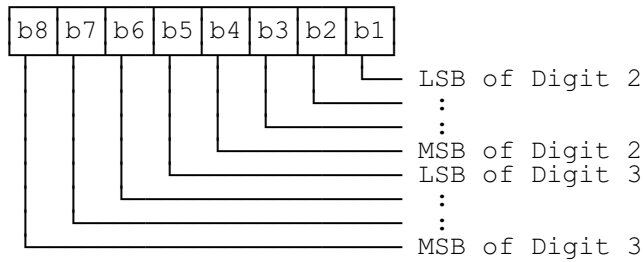 b8 b7 b6 b5 b4 b3 b2 b1
LSB of Digit 2
:
:
MSB of Digit 2
LSB of Digit 3
:
:
MSB of Digit 3